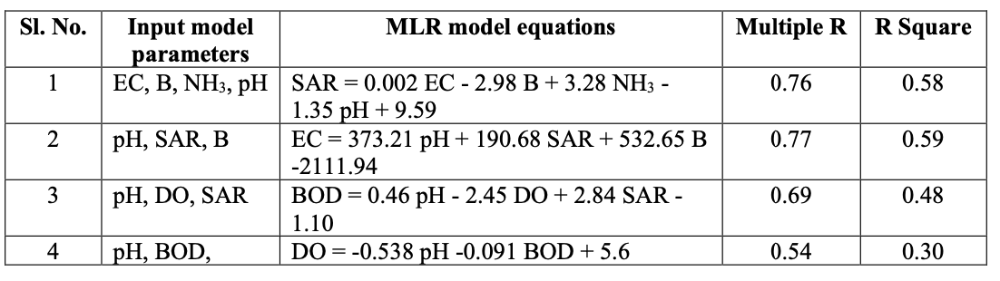 Sl. No. Input model parameters MLR model equations Multiple R R Square
1 EC, B, NH₃, pH SAR = 0.002 EC - 2.98 B + 3.28 NH₃ - 1.35 pH + 9.59 0.76 0.58
2 pH, SAR, B EC = 373.21 pH + 190.68 SAR + 532.65 B -2111.94 0.77 0.59
3 pH, DO, SAR BOD = 0.46 pH - 2.45 DO + 2.84 SAR - 1.10 0.69 0.48
4 pH, BOD, DO = -0.538 pH -0.091 BOD + 5.6 0.54 0.30